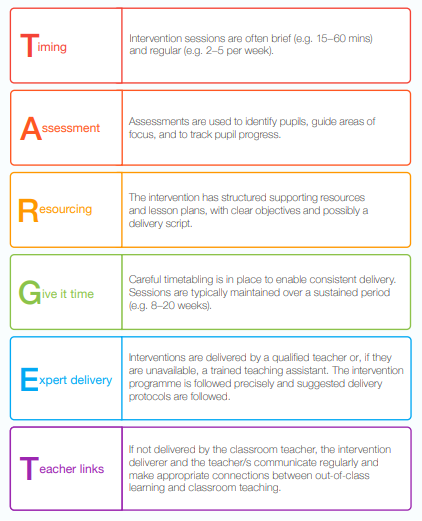 Timing
Intervention sessions are often brief (e.g. 15–60 mins)
and regular (e.g. 2–5 per week).
Assessment
Assessments are used to identify pupils, guide areas of
focus, and to track pupil progress.
Resourcing
The intervention has structured supporting resources
and lesson plans, with clear objectives and possibly a
delivery script.
Give it time
Careful timetabling is in place to enable consistent delivery.
Sessions are typically maintained over a sustained period
(e.g. 8–20 weeks).
Expert delivery
Interventions are delivered by a qualified teacher or, if they
are unavailable, a trained teaching assistant. The intervention
programme is followed precisely and suggested delivery
protocols are followed.
Teacher links
If not delivered by the classroom teacher, the intervention
deliverer and the teacher/s communicate regularly and
make appropriate connections between out-of-class
learning and classroom teaching.